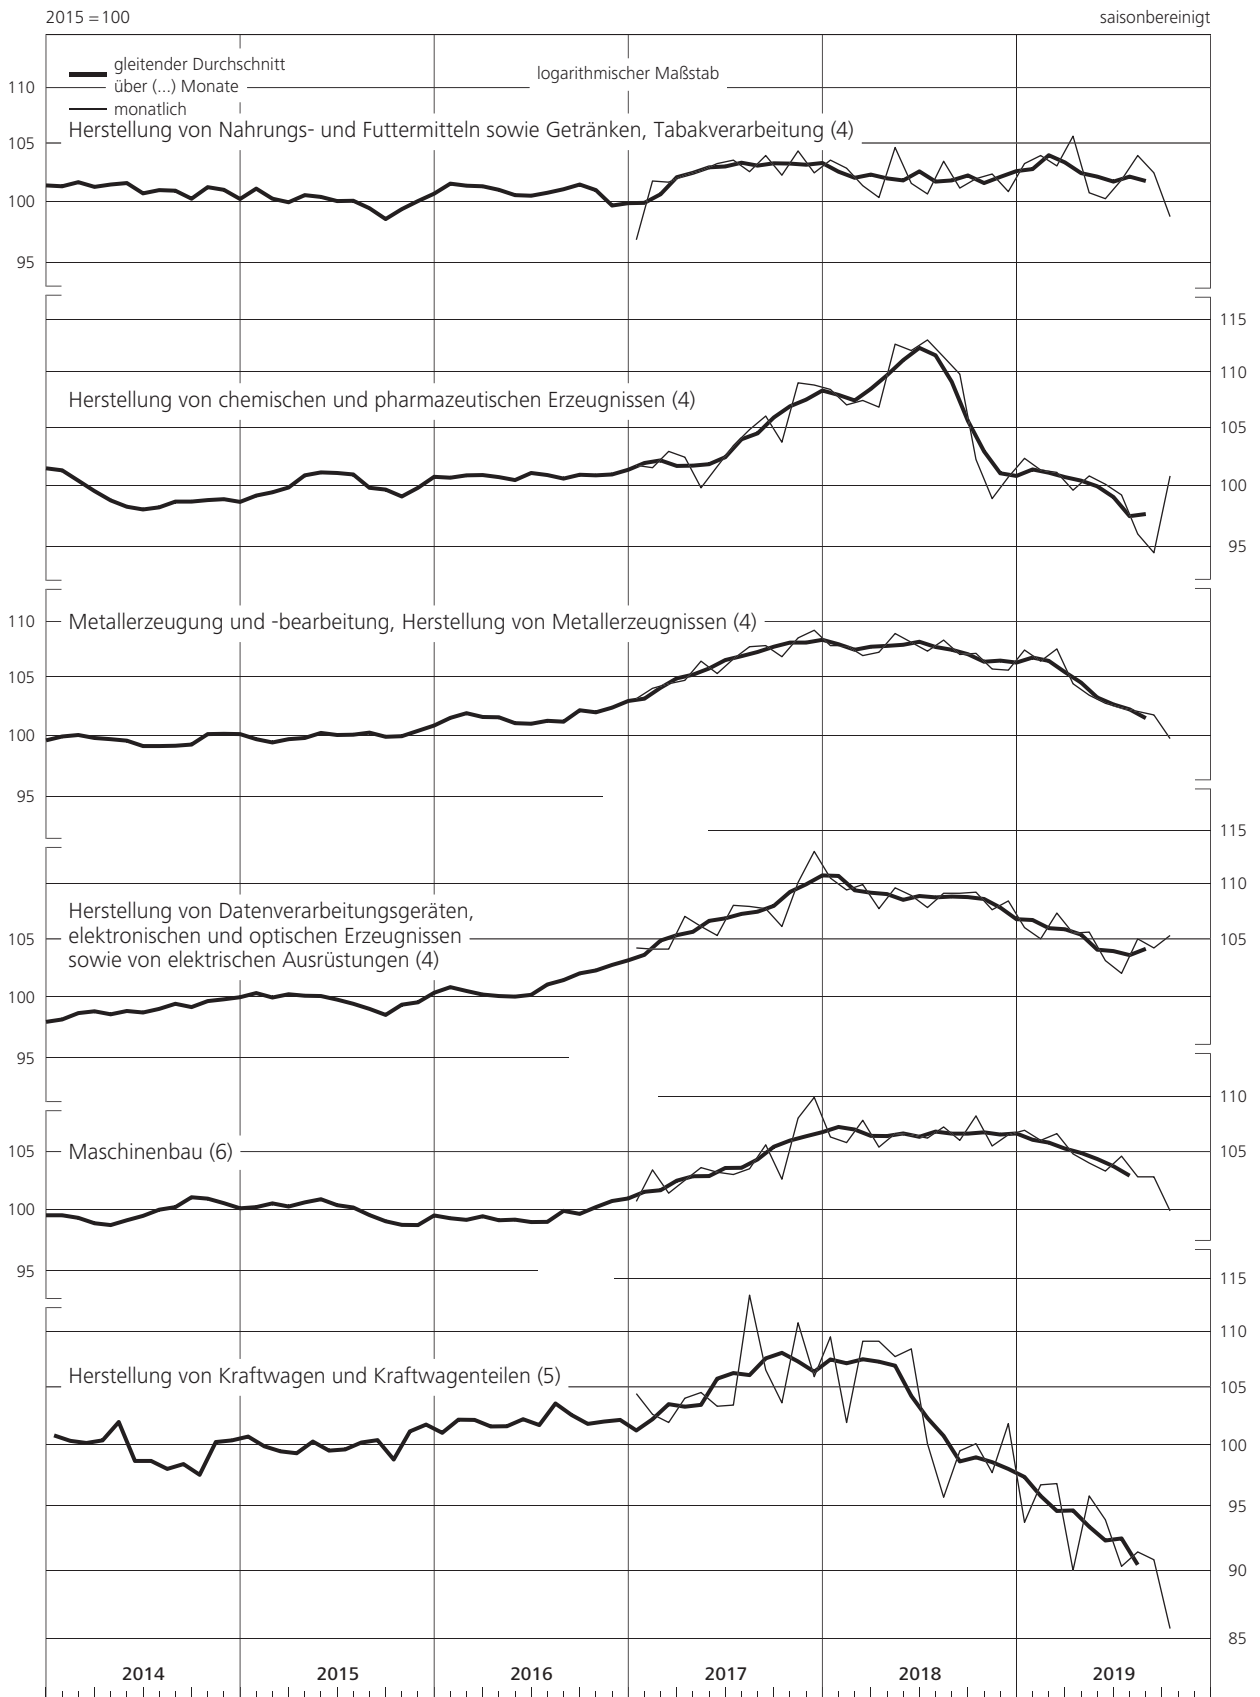 2015 = 100
saisonbereinigt
gleitender Durchschnitt
über (...) Monate
monatlich
logarithmischer Maßstab
110
Herstellung von Nahrungs- und Futtermitteln sowie Getränken, Tabakverarbeitung (4)
105
100
95
115
110
Herstellung von chemischen und pharmazeutischen Erzeugnissen (4)
105
100
95
110
Metallerzeugung und -bearbeitung, Herstellung von Metallerzeugnissen (4)
105
100
95
115
110
Herstellung von Datenverarbeitungsgeräten,
elektronischen und optischen Erzeugnissen
sowie von elektrischen Ausrüstungen (4)
105
105
100
95
110
105
Maschinenbau (6)
105
100
95
115
110
Herstellung von Kraftwagen und Kraftwagenteilen (5)
105
100
95
90
85
2014 2015 2016 2017 2018 2019